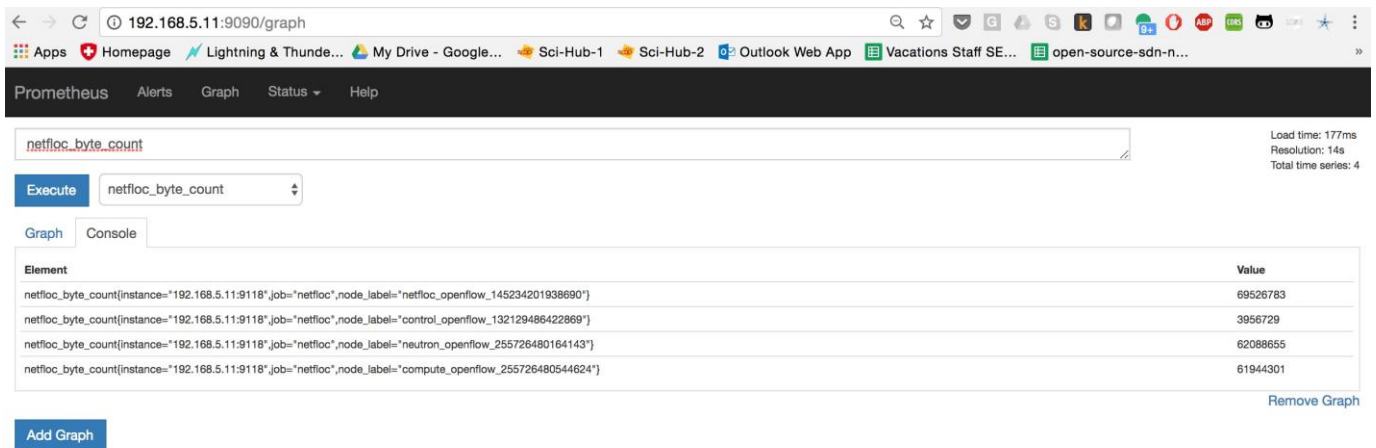 192.168.5.11:9090/graph
Apps Homepage Lightning & Thunde... My Drive - Google... Sci-Hub-1 Sci-Hub-2 Outlook Web App Vacations Staff SE... open-source-sdn-n... »
Prometheus Alerts Graph Status Help
netfloc_byte_count
Load time: 177ms
Resolution: 14s
Total time series: 4
Execute netfloc_byte_count
Graph Console
Element Value
netfloc_byte_count{instance="192.168.5.11:9118",job="netfloc",node_label="netfloc_openflow_145234201938690"} 69526783
netfloc_byte_count{instance="192.168.5.11:9118",job="netfloc",node_label="control_openflow_132129486422869"} 3956729
netfloc_byte_count{instance="192.168.5.11:9118",job="netfloc",node_label="neutron_openflow_255726480164143"} 62088655
netfloc_byte_count{instance="192.168.5.11:9118",job="netfloc",node_label="compute_openflow_255726480544624"} 61944301
Remove Graph
Add Graph